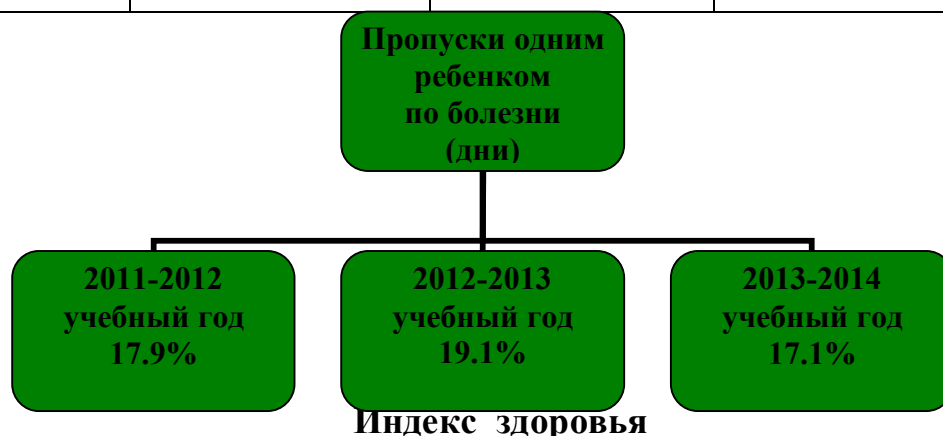 Пропуски одним
ребенком
по болезни
(дни)
2011-2012
учебный год
17.9%
2012-2013
учебный год
19.1%
2013-2014
учебный год
17.1%
Индекс здоровья